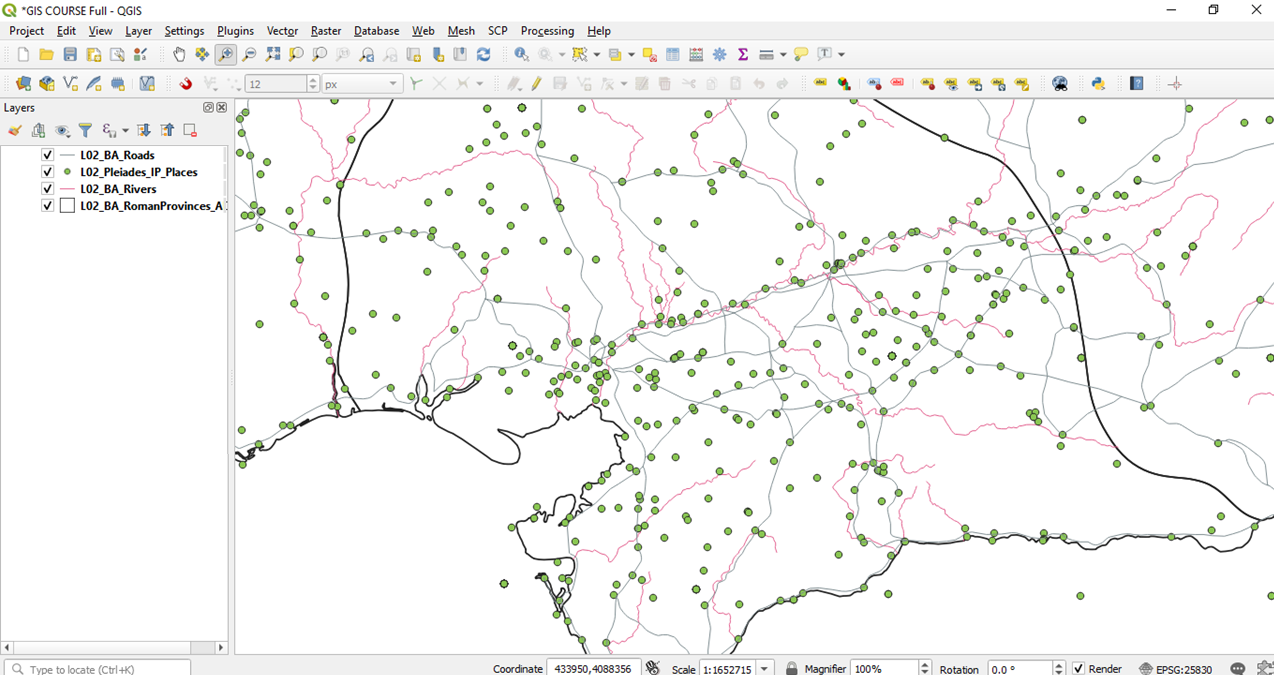 *GIS COURSE Full - QGIS
Project Edit View Layer Settings Plugins Vector Raster Database Web Mesh SCP Processing Help
12 px
Layers
L02_BA_Roads
L02_Pleiades_IP_Places
L02_BA_Rivers
L02_BA_RomanProvinces_A
Type to locate (Ctrl+K) Coordinate 433950,4088356 Scale 1:1652715 Magnifier 100% Rotation 0.0 ° Render EPSG:25830